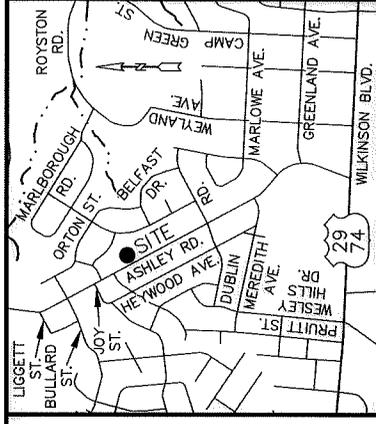 ROYSTON
RD.
CAMP GREEN ST.
WEYLAND
AVE.
MARLOWE AVE.
GREENLAND AVE.
WILKINSON BLVD.
MARLBOROUGH
RD.
ORTON ST.
BELFAST
DR.
SITE
ASHLEY RD.
HEYWOOD AVE.
DUBLIN RD.
MEREDITH
AVE.
WESLEY
HILLS
DR.
PRUITT ST.
29
74
LIGGETT
ST.
BULLARD
ST.
JOY
ST.
N